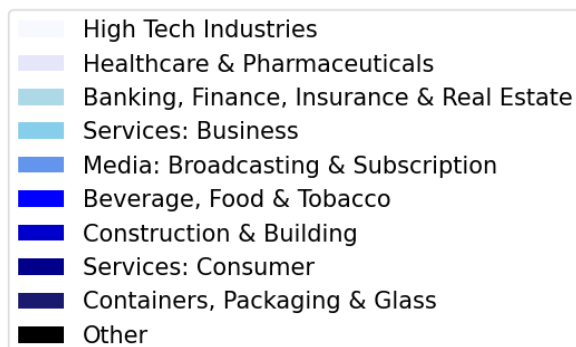 High Tech Industries
Healthcare & Pharmaceuticals
Banking, Finance, Insurance & Real Estate
Services: Business
Media: Broadcasting & Subscription
Beverage, Food & Tobacco
Construction & Building
Services: Consumer
Containers, Packaging & Glass
Other